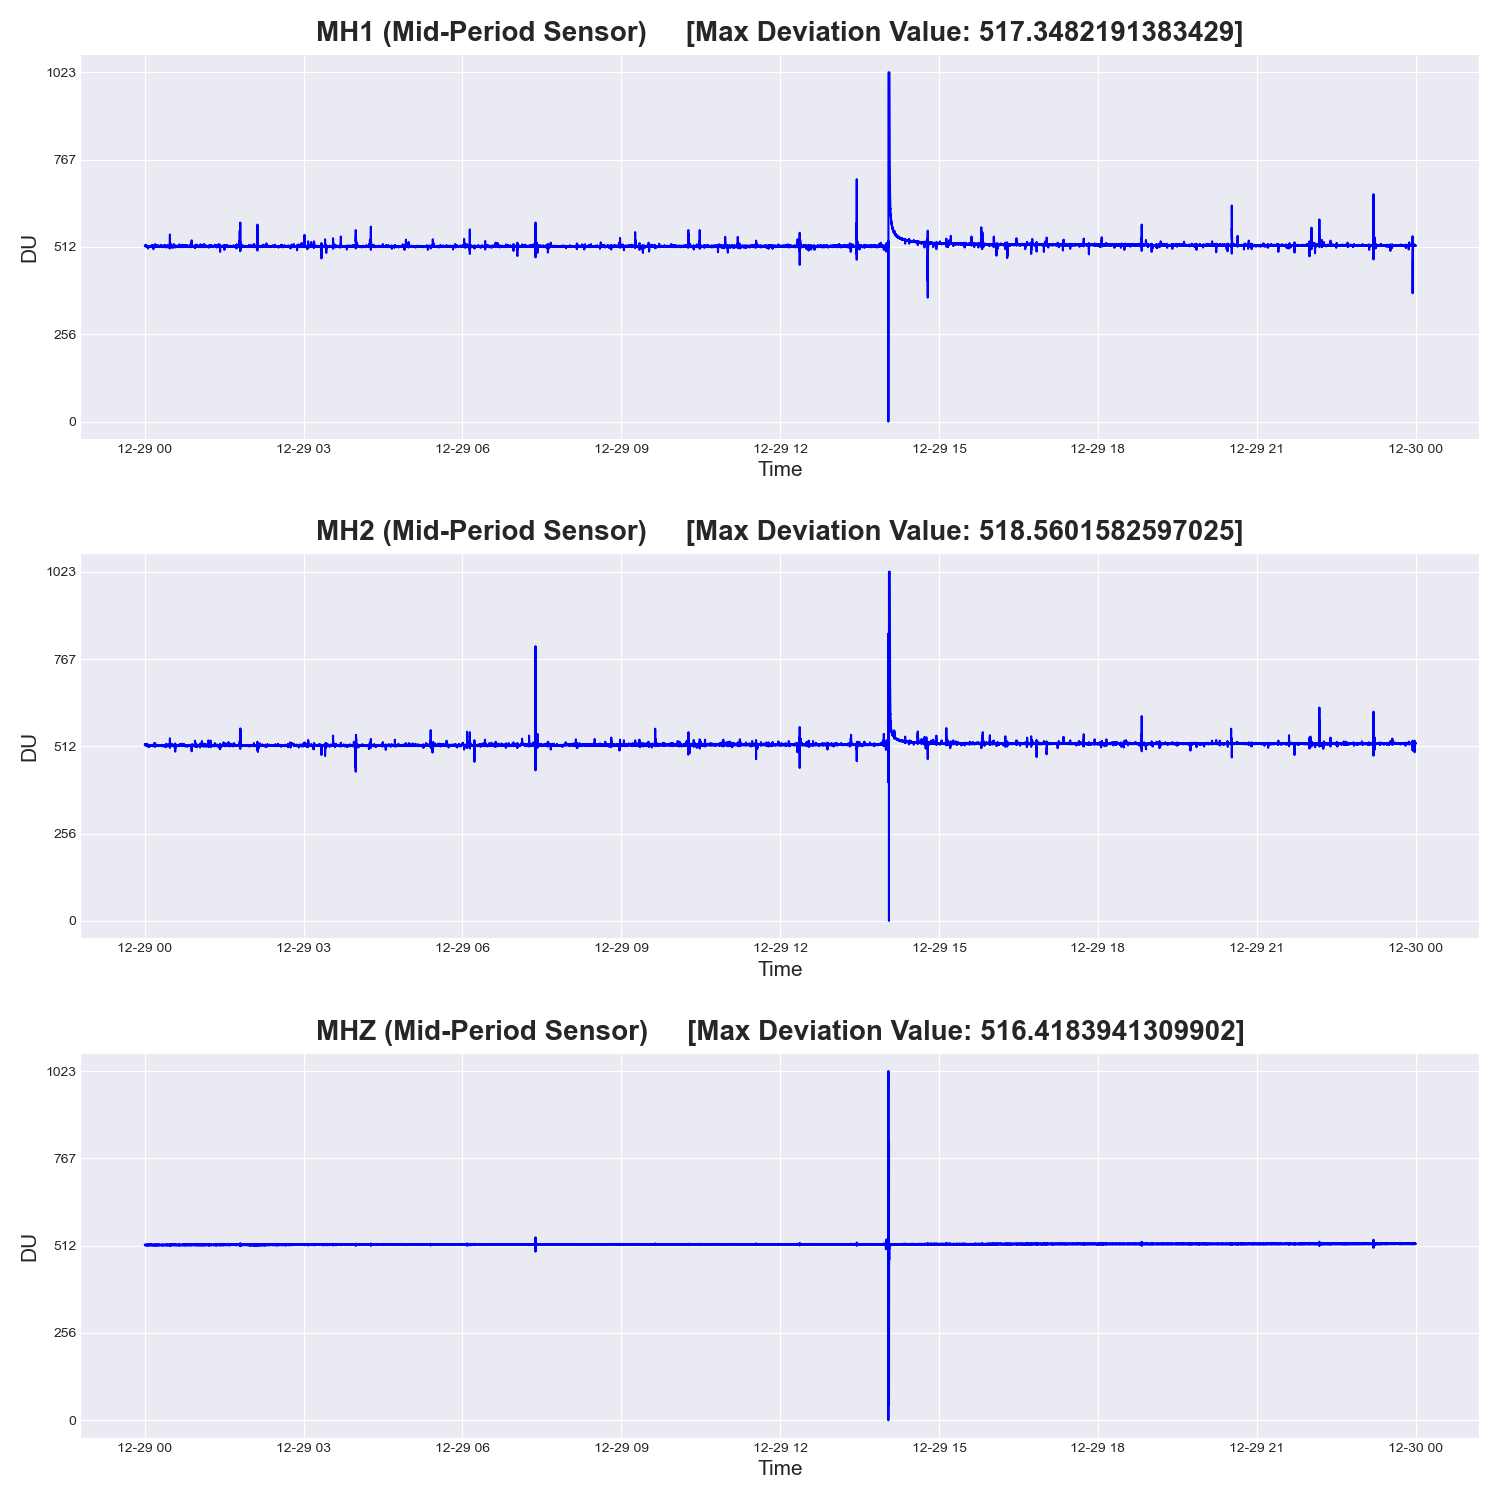 MH1 (Mid-Period Sensor) [Max Deviation Value: 517.3482191383429]
1023
767
512
256
0
DU
12-29 00 12-29 03 12-29 06 12-29 09 12-29 12 12-29 15 12-29 18 12-29 21 12-30 00
Time
MH2 (Mid-Period Sensor) [Max Deviation Value: 518.5601582597025]
1023
767
512
256
0
DU
12-29 00 12-29 03 12-29 06 12-29 09 12-29 12 12-29 15 12-29 18 12-29 21 12-30 00
Time
MHZ (Mid-Period Sensor) [Max Deviation Value: 516.4183941309902]
1023
767
512
256
0
DU
12-29 00 12-29 03 12-29 06 12-29 09 12-29 12 12-29 15 12-29 18 12-29 21 12-30 00
Time